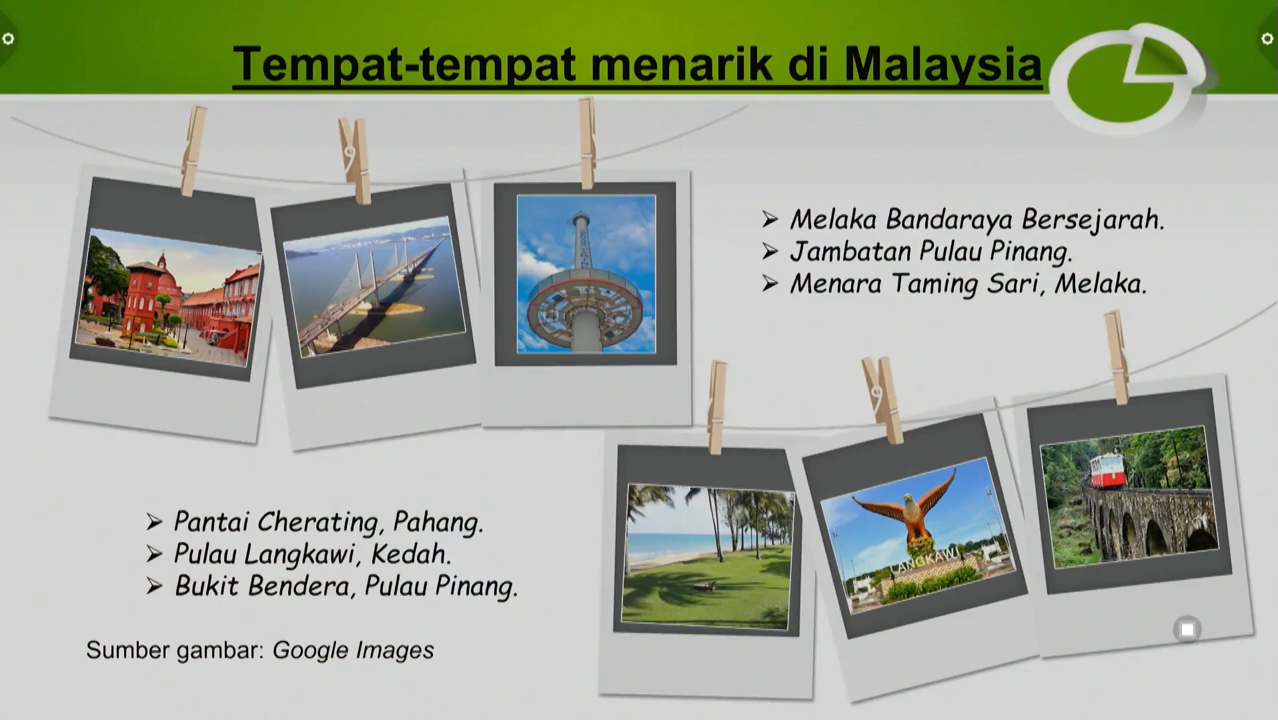 Tempat-tempat menarik di Malaysia
➢ Melaka Bandaraya Bersejarah.
➢ Jambatan Pulau Pinang.
➢ Menara Taming Sari, Melaka.
LANGKAWI
➢ Pantai Cherating, Pahang.
➢ Pulau Langkawi, Kedah.
➢ Bukit Bendera, Pulau Pinang.
Sumber gambar: Google Images